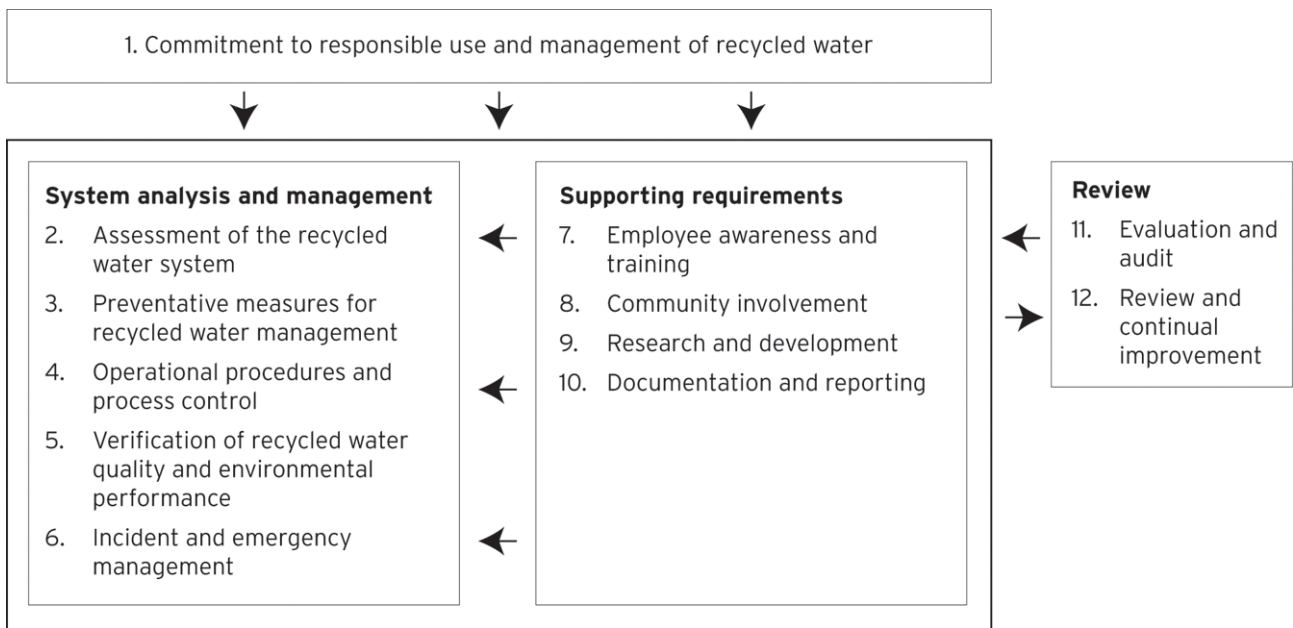 1. Commitment to responsible use and management of recycled water
System analysis and management
2. Assessment of the recycled
water system
3. Preventative measures for
recycled water management
4. Operational procedures and
process control
5. Verification of recycled water
quality and environmental
performance
6. Incident and emergency
management
Supporting requirements
7. Employee awareness and
training
8. Community involvement
9. Research and development
10. Documentation and reporting
Review
11. Evaluation and
audit
12. Review and
continual
improvement